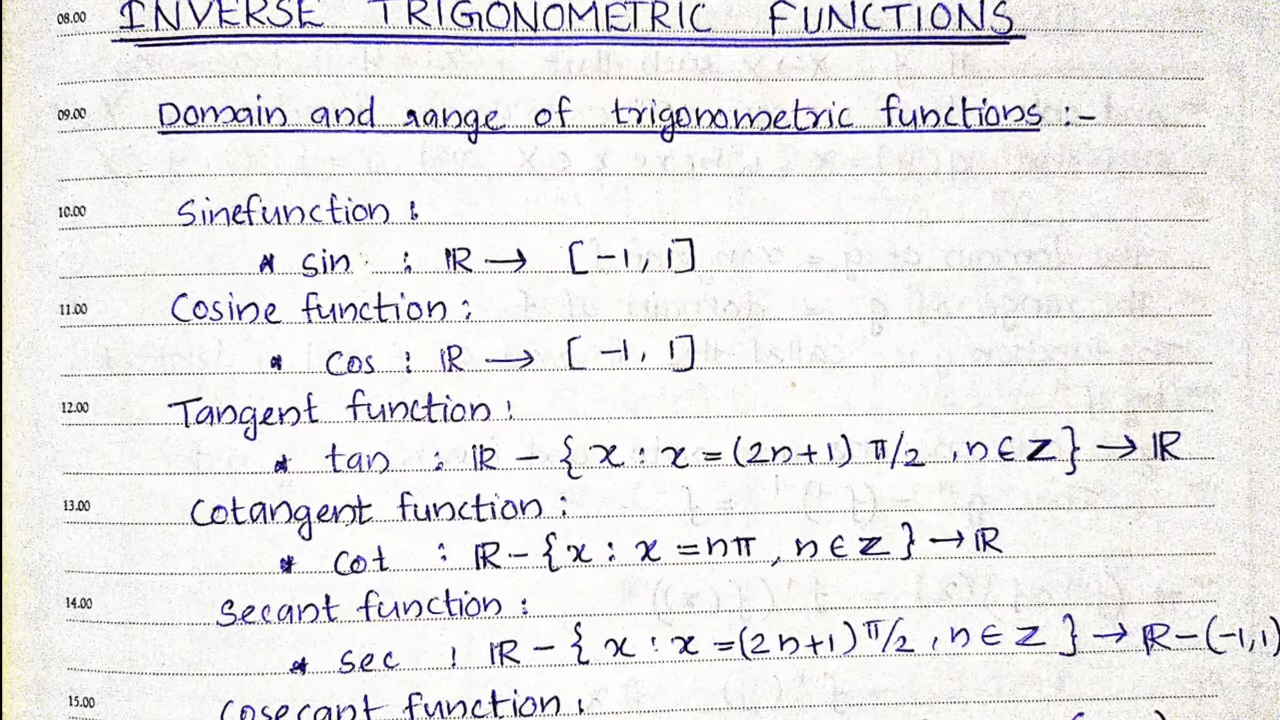 08.00 INVERSE TRIGONOMETRIC FUNCTIONS
09.00 Domain and range of trigonometric functions :-
10.00 Sinefunction :
* sin : ℝ → [-1, 1]
11.00 Cosine function :
* cos : ℝ → [-1, 1]
12.00 Tangent function :
* tan : ℝ - { x : x = (2n+1) π/2 , n ∈ Z } → ℝ
13.00 Cotangent function :
* cot : ℝ - { x : x = nπ , n ∈ Z } → ℝ
14.00 Secant function :
* sec : ℝ - { x : x = (2n+1) π/2 , n ∈ Z } → ℝ - (-1,1)
15.00 Cosecant function :